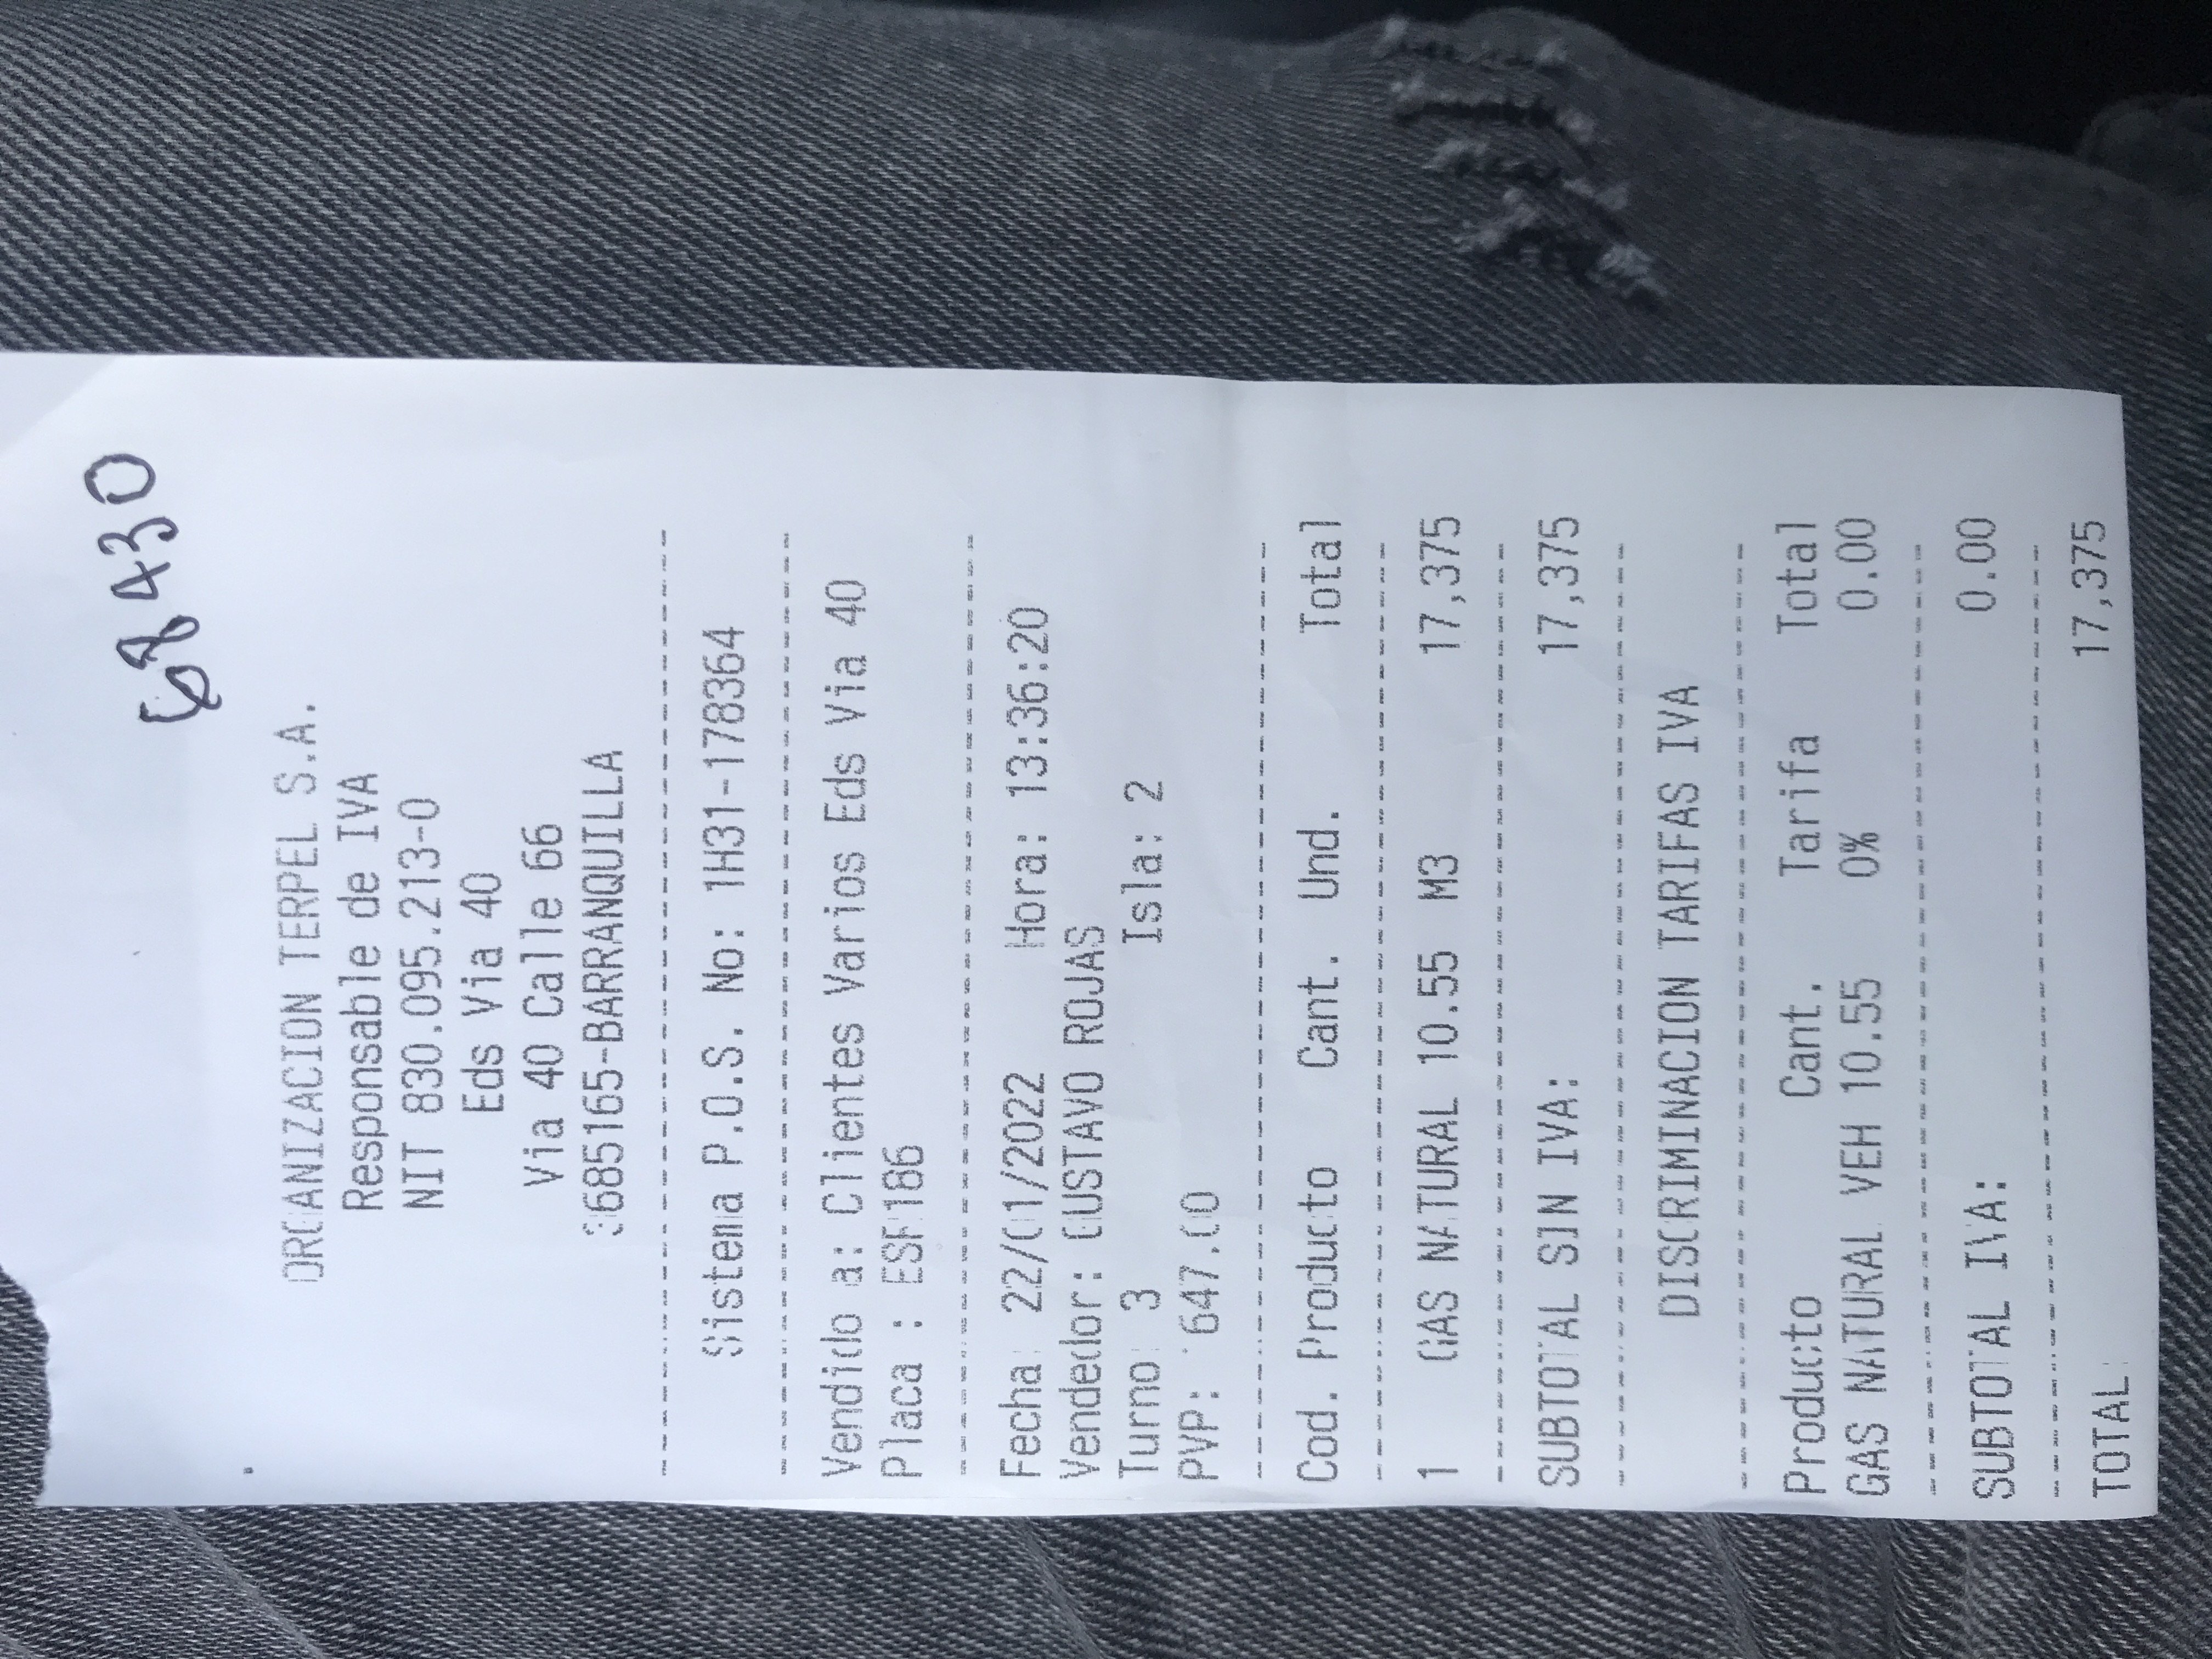 68430
ORGANIZACION TERPEL S.A.
Responsable de IVA
NIT 830.095.213-0
Eds Via 40
Via 40 Calle 66
3685165-BARRANQUILLA
Sistema P.O.S. No: 1H31-178364
Vendido a: Clientes Varios Eds Via 40
Placa :
Fecha: 22/01/2022 Hora: 13:36:20
Vendedor: GUSTAVO ROJAS
Turno: 3 Isla: 2
PVP:
Cod. Producto Cant. Und. Total
1 GAS NATURAL 10.55 M3 17,375
SUBTOTAL SIN IVA: 17,375
DISCRIMINACION TARIFAS IVA
Producto Cant. Tarifa Total
GAS NATURAL VEH 10.55 0% 0.00
SUBTOTAL IVA: 0.00
TOTAL: 17,375